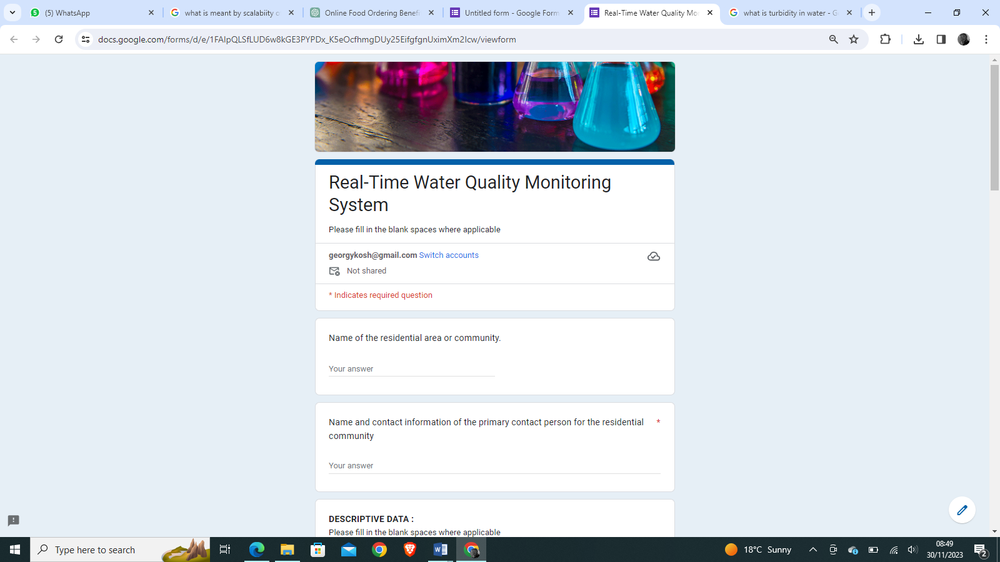 (5) WhatsApp
what is meant by scalabiity o
Online Food Ordering Benefi
Untitled form - Google Form
Real-Time Water Quality Mo
what is turbidity in water - G
docs.google.com/forms/d/e/1FAIpQLSfLUD6w8kGE3PYPDx_K5eOcfhmgDUy25EifgfgnUximXm2Icw/viewform
Real-Time Water Quality Monitoring
System
Please fill in the blank spaces where applicable
georgykosh@gmail.com Switch accounts
Not shared
* Indicates required question
Name of the residential area or community.
Your answer
Name and contact information of the primary contact person for the residential *
community
Your answer
DESCRIPTIVE DATA :
Please fill in the blank spaces where applicable
Type here to search
18°C Sunny
08:49
30/11/2023
2